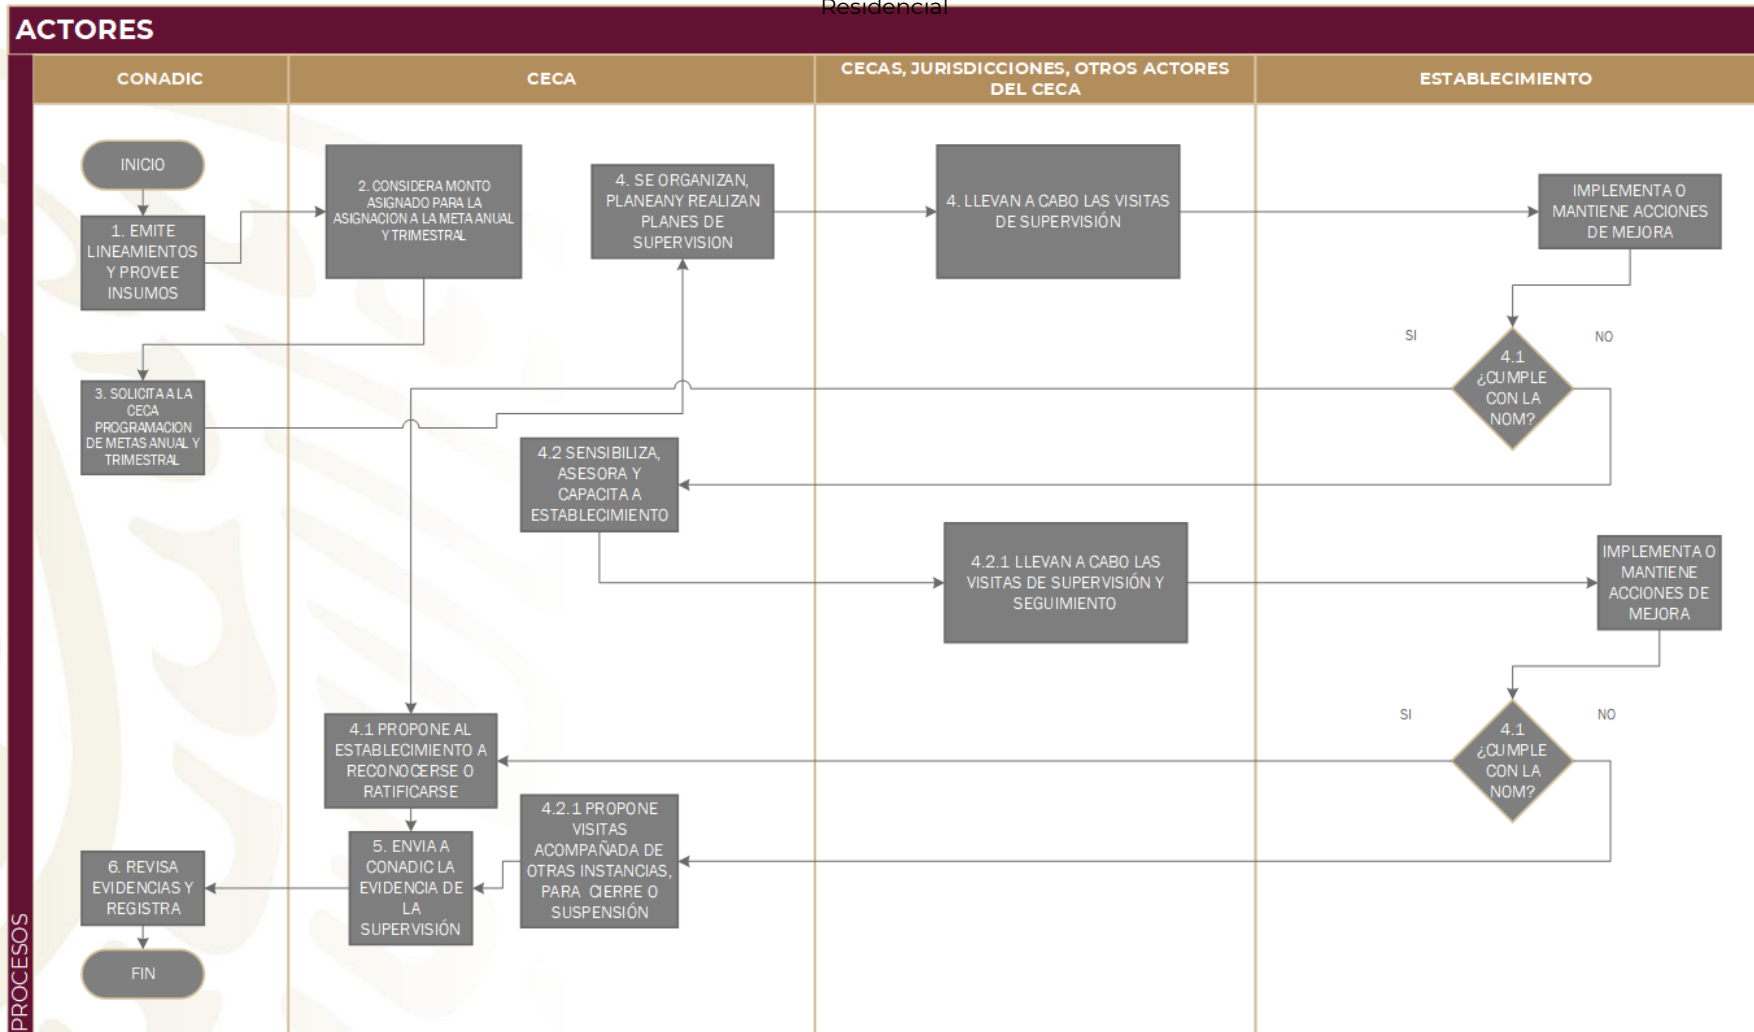 Residencial
ACTORES
CONADIC
CECA
CECAS, JURISDICCIONES, OTROS ACTORES
DEL CECA
ESTABLECIMIENTO
PROCESOS
INICIO
1. EMITE
LINEAMIENTOS
Y PROVEE
INSUMOS
2. CONSIDERA MONTO
ASIGNADO PARA LA
ASIGNACION A LA META ANUAL
Y TRIMESTRAL
3. SOLICITA A LA
CECA
PROGRAMACION
DE METAS ANUAL Y
TRIMESTRAL
4. SE ORGANIZAN,
PLANEANY REALIZAN
PLANES DE
SUPERVISION
4. LLEVAN A CABO LAS VISITAS
DE SUPERVISIÓN
IMPLEMENTA O
MANTIENE ACCIONES
DE MEJORA
SI
NO
4.1
¿CUMPLE
CON LA
NOM?
4.2 SENSIBILIZA,
ASESORA Y
CAPACITA A
ESTABLECIMIENTO
4.2.1 LLEVAN A CABO LAS
VISITAS DE SUPERVISIÓN Y
SEGUIMIENTO
IMPLEMENTA O
MANTIENE
ACCIONES DE
MEJORA
SI
NO
4.1
¿CUMPLE
CON LA
NOM?
4.1 PROPONE AL
ESTABLECIMIENTO A
RECONOCERSE O
RATIFICARSE
4.2.1 PROPONE
VISITAS
ACOMPAÑADA DE
OTRAS INSTANCIAS,
PARA CIERRE O
SUSPENSIÓN
5. ENVIA A
CONADIC LA
EVIDENCIA DE
LA
SUPERVISIÓN
6. REVISA
EVIDENCIAS Y
REGISTRA
FIN